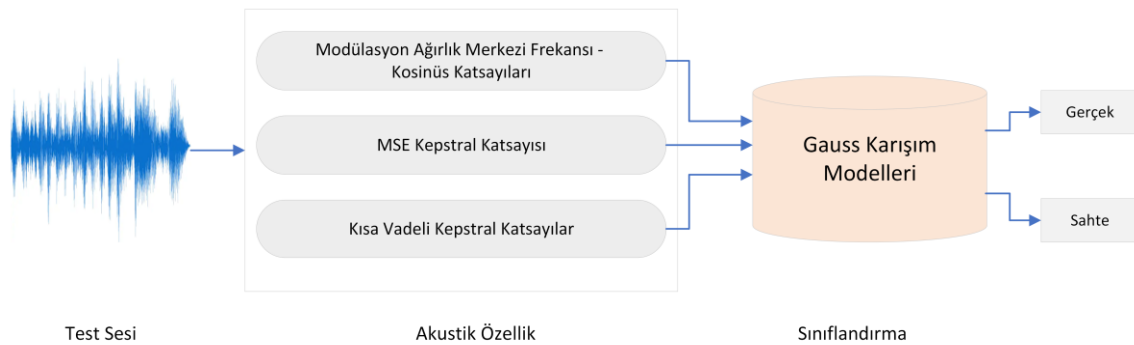 Modülasyon Ağırlık Merkezi Frekansı -
Kosinüs Katsayıları
MSE Kepstral Katsayısı
Kısa Vadeli Kepstral Katsayılar
Gauss Karışım
Modelleri
Gerçek
Sahte
Test Sesi
Akustik Özellik
Sınıflandırma